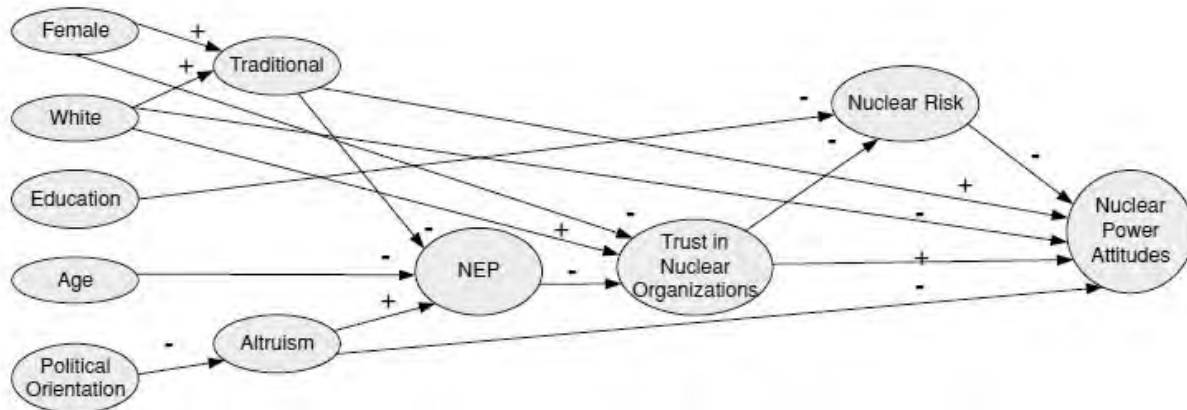 Female
+
Traditional
+
White
Nuclear Risk
-
-
-
Education
+
-
Nuclear
Power
Attitudes
-
+
Trust in
Nuclear
Organizations
-
NEP
-
Age
-
+
-
+
Altruism
-
Political
Orientation